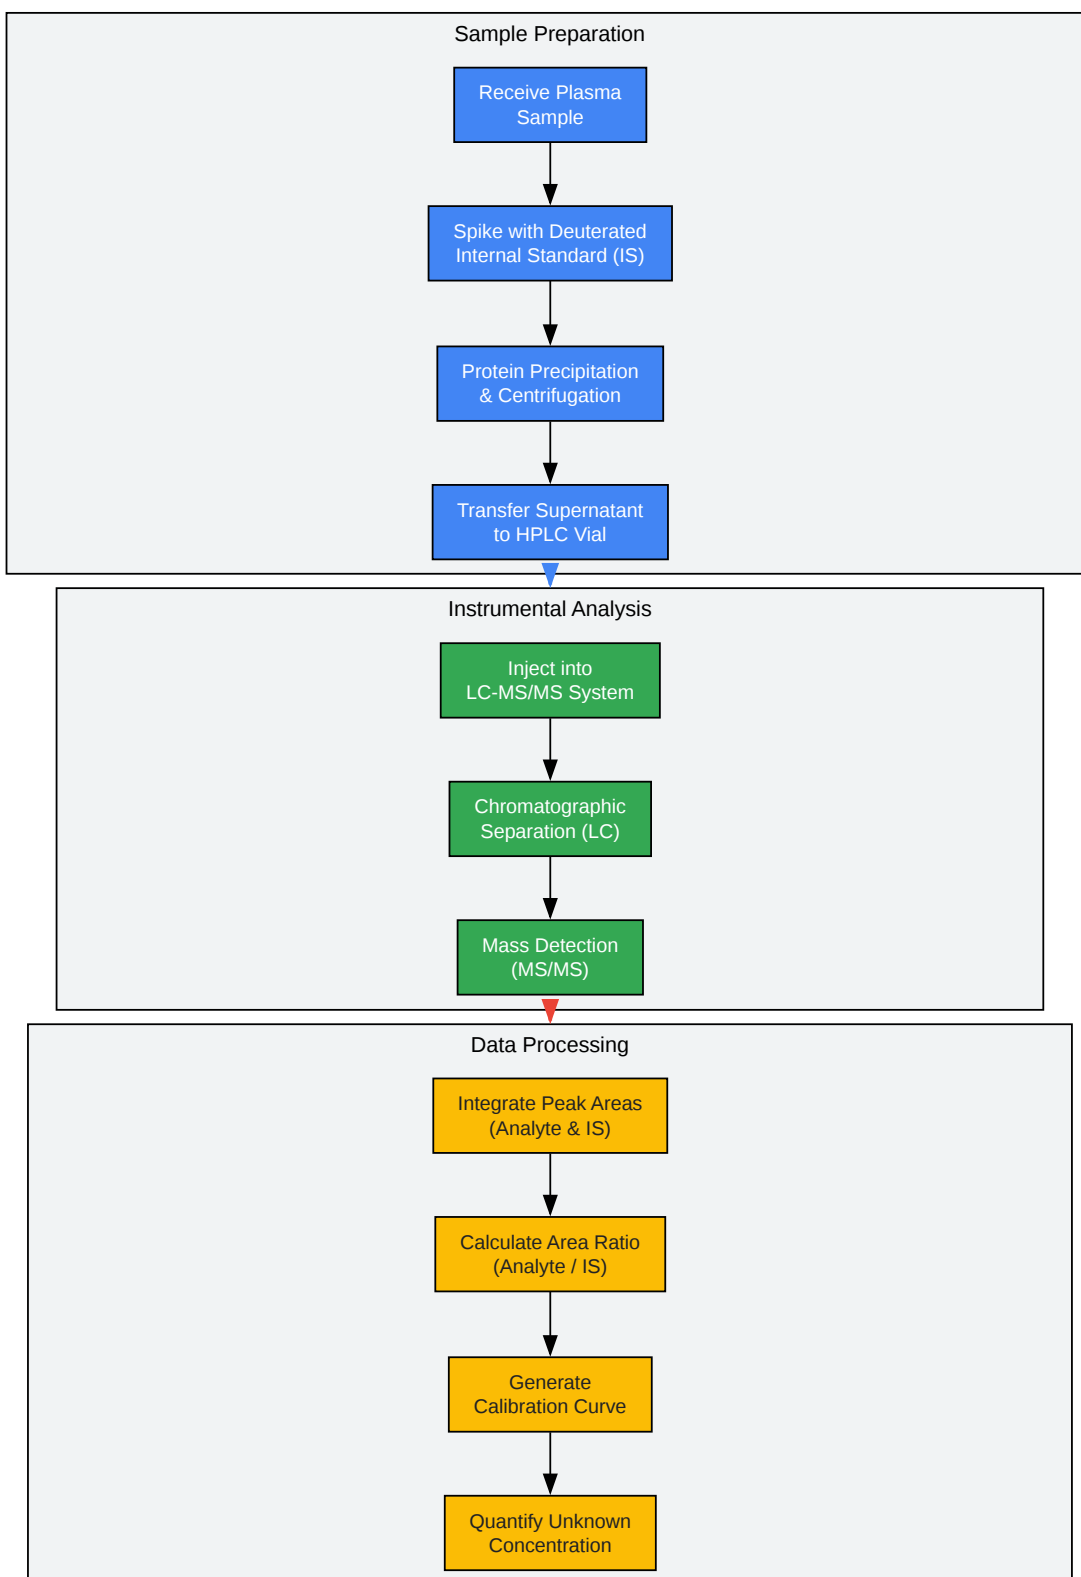 Sample Preparation
Receive Plasma
Sample
Spike with Deuterated
Internal Standard (IS)
Protein Precipitation
& Centrifugation
Transfer Supernatant
to HPLC Vial
Instrumental Analysis
Inject into
LC-MS/MS System
Chromatographic
Separation (LC)
Mass Detection
(MS/MS)
Data Processing
Integrate Peak Areas
(Analyte & IS)
Calculate Area Ratio
(Analyte / IS)
Generate
Calibration Curve
Quantify Unknown
Concentration